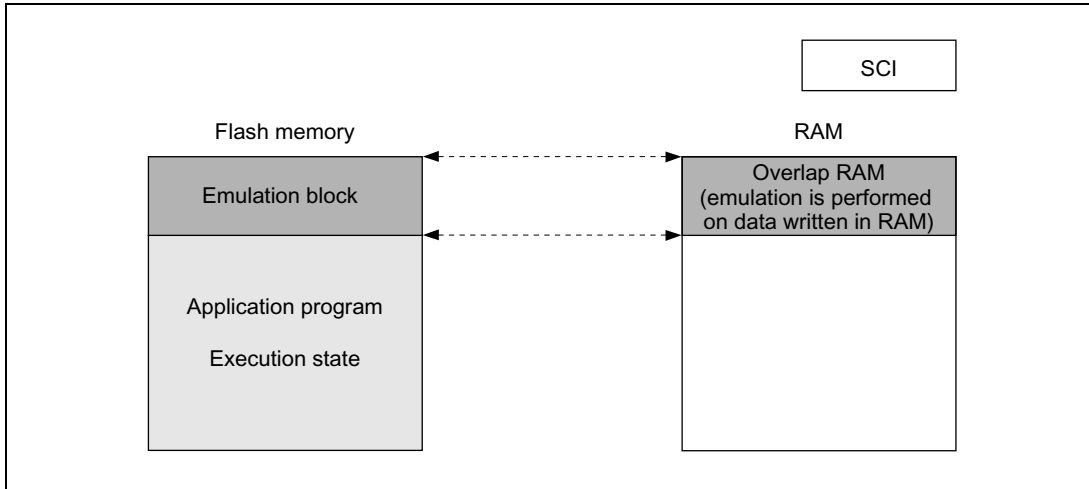 SCI
Flash memory
RAM
Emulation block
Overlap RAM
(emulation is performed
on data written in RAM)
Application program
Execution state